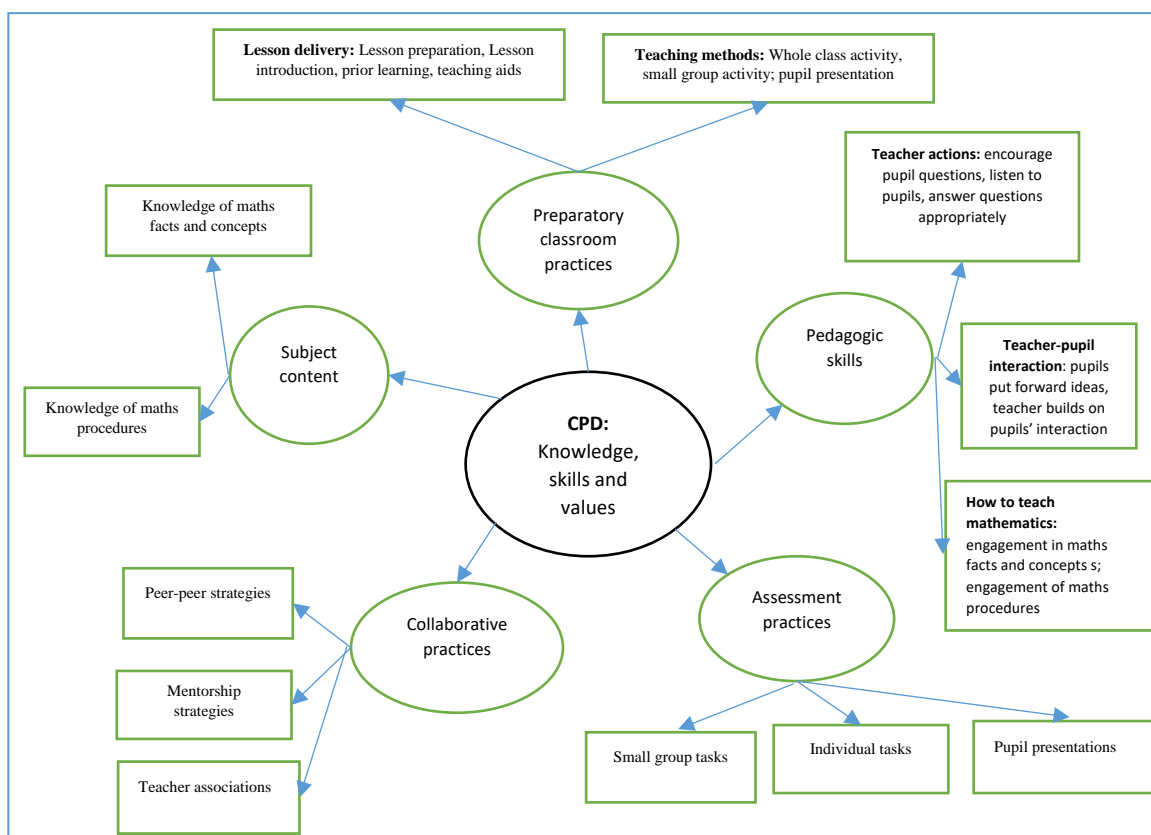 Lesson delivery: Lesson preparation, Lesson
introduction, prior learning, teaching aids
Teaching methods: Whole class activity,
small group activity; pupil presentation
Teacher actions: encourage
pupil questions, listen to
pupils, answer questions
appropriately
Knowledge of maths
facts and concepts
Preparatory
classroom
practices
Subject
content
Pedagogic
skills
Teacher-pupil
interaction: pupils
put forward ideas,
teacher builds on
pupils’ interaction
Knowledge of maths
procedures
CPD:
Knowledge,
skills and
values
How to teach
mathematics:
engagement in maths
facts and concepts s;
engagement of maths
procedures
Peer-peer strategies
Collaborative
practices
Assessment
practices
Mentorship
strategies
Teacher associations
Small group tasks
Individual tasks
Pupil presentations